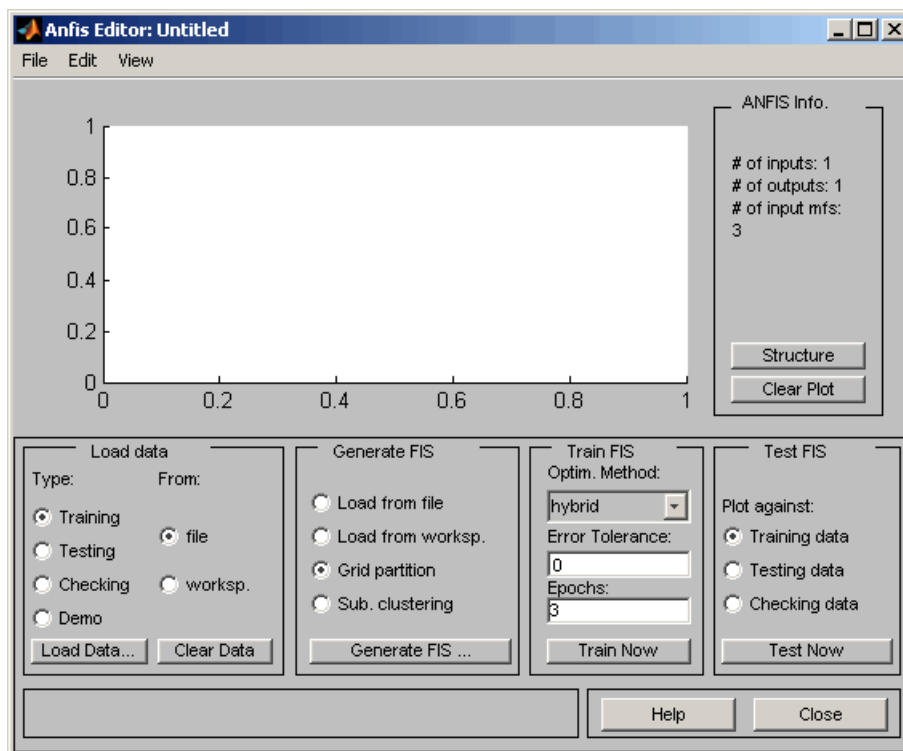 Anfis Editor: Untitled
File Edit View
1
0.8
0.6
0.4
0.2
0
0 0.2 0.4 0.6 0.8 1
ANFIS Info.
# of inputs: 1
# of outputs: 1
# of input mfs:
3
Structure
Clear Plot
Load data
Type: From:
Training
file
Testing
Checking
worksp.
Demo
Load Data... Clear Data
Generate FIS
Load from file
Load from worksp.
Grid partition
Sub. clustering
Generate FIS ...
Train FIS
Optim. Method:
hybrid
Error Tolerance:
0
Epochs:
3
Train Now
Test FIS
Plot against:
Training data
Testing data
Checking data
Test Now
Help Close